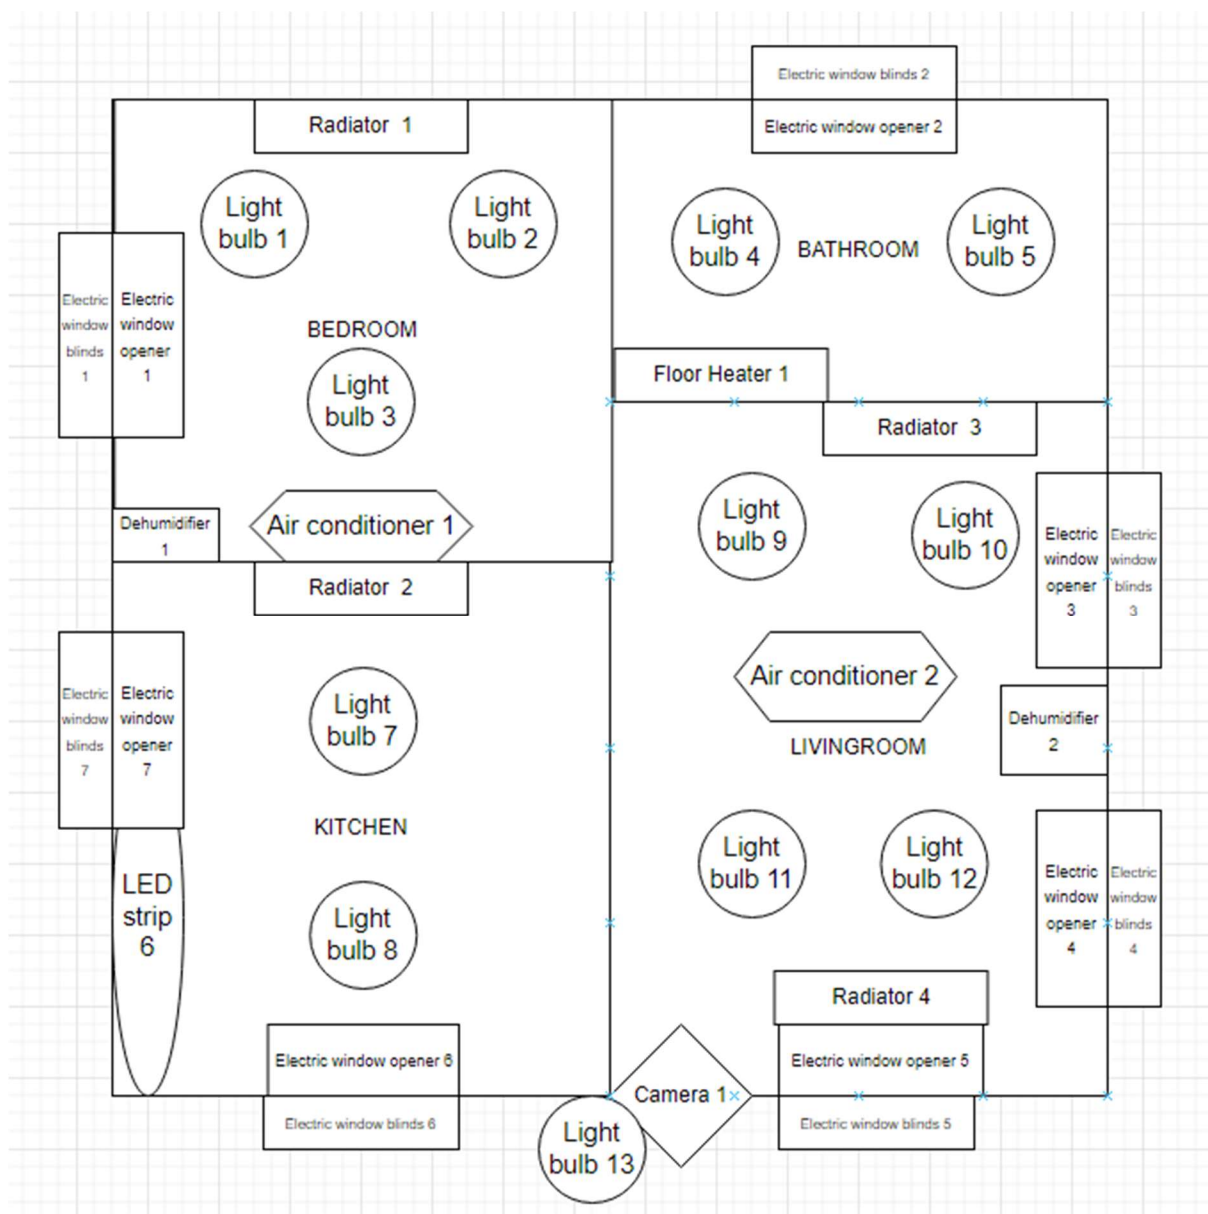 Electric window blinds 2
Radiator 1
Electric window opener 2
Light
bulb 1
Light
bulb 2
Light
bulb 4
BATHROOM
Light
bulb 5
Electric
window
blinds
1
Electric
window
opener
1
BEDROOM
Light
bulb 3
Floor Heater 1
Radiator 3
Dehumidifier
1
Air conditioner 1
Light
bulb 9
Light
bulb 10
Electric
window
opener
3
Electric
window
blinds
3
Radiator 2
Electric
window
blinds
7
Electric
window
opener
7
Light
bulb 7
Air conditioner 2
LIVINGROOM
Dehumidifier
2
KITCHEN
LED
strip
6
Light
bulb 8
Light
bulb 11
Light
bulb 12
Electric
window
opener
4
Electric
window
blinds
4
Radiator 4
Electric window opener 6
Electric window opener 5
Camera 1
Electric window blinds 6
Electric window blinds 5
Light
bulb 13